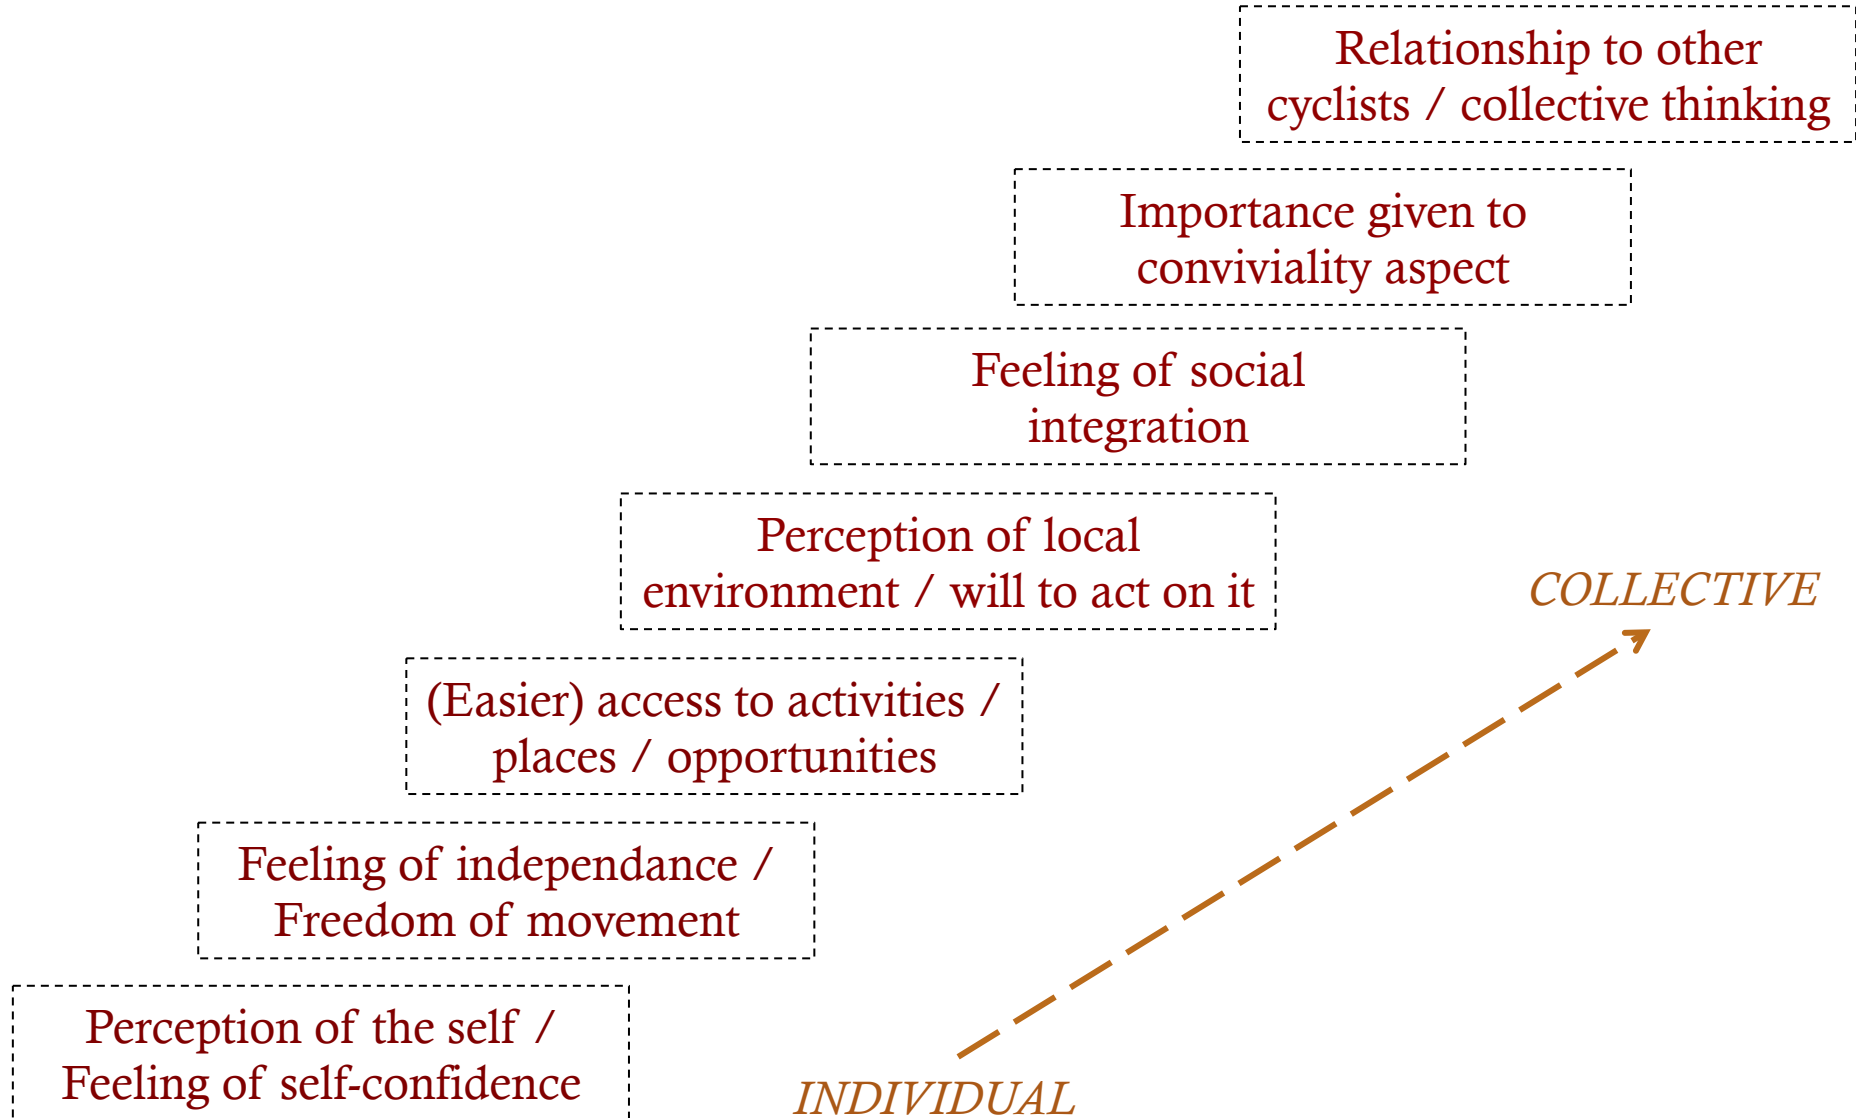 Relationship to other
cyclists / collective thinking
Importance given to
conviviality aspect
Feeling of social
integration
Perception of local
environment / will to act on it
COLLECTIVE
(Easier) access to activities /
places / opportunities
Feeling of independance /
Freedom of movement
Perception of the self /
Feeling of self-confidence
INDIVIDUAL